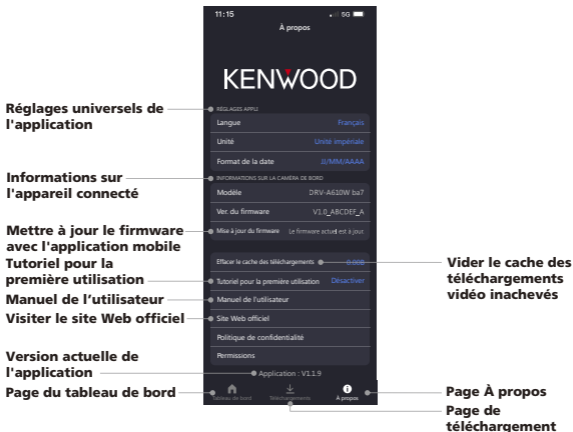 11:15
5G
À propos
KENWOOD
RÉGLAGES APPLI
Langue Français
Unité Unité impériale
Format de la date JJ/MM/AAAA
INFORMATIONS SUR LA CAMÉRA DE BORD
Modèle DRV-A610W ba7
Ver. du firmware V1.0_ABCDEF_A
Mise à jour du firmware Le firmware actuel est à jour.
Effacer le cache des téléchargements 0.00B
Tutoriel pour la première utilisation Désactiver
Manuel de l'utilisateur
Site Web officiel
Politique de confidentialité
Permissions
Application : V1.1.9
Tableau de bord
Téléchargements
À propos
Réglages universels de
l'application
Informations sur
l'appareil connecté
Mettre à jour le firmware
avec l'application mobile
Tutoriel pour la
première utilisation
Manuel de l’utilisateur
Visiter le site Web officiel
Version actuelle de
l'application
Page du tableau de bord
Vider le cache des
téléchargements
vidéo inachevés
Page À propos
Page de
téléchargement